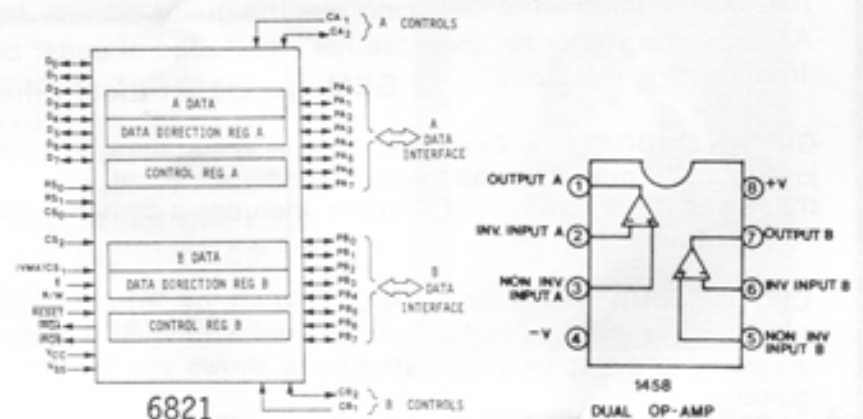 CA1
CA2
A CONTROLS
D0
D1
D2
D3
D4
D5
D6
D7
RS0
RS1
CS0
CS2
E
R/W
RESET
IRQA
IRQB
VCC
VSS
A DATA
DATA DIRECTION REG A
CONTROL REG A
B DATA
DATA DIRECTION REG B
CONTROL REG B
PA0
PA1
PA2
PA3
PA4
PA5
PA6
PA7
A
DATA
INTERFACE
PB0
PB1
PB2
PB3
PB4
PB5
PB6
PB7
B
DATA
INTERFACE
CB2
CB1
B CONTROLS
6821
OUTPUT A 1
INV. INPUT A 2
NON INV
INPUT A 3
-V 4
8 +V
7 OUTPUT B
6 INV INPUT B
5 NON INV
INPUT B
1458
DUAL OP-AMP